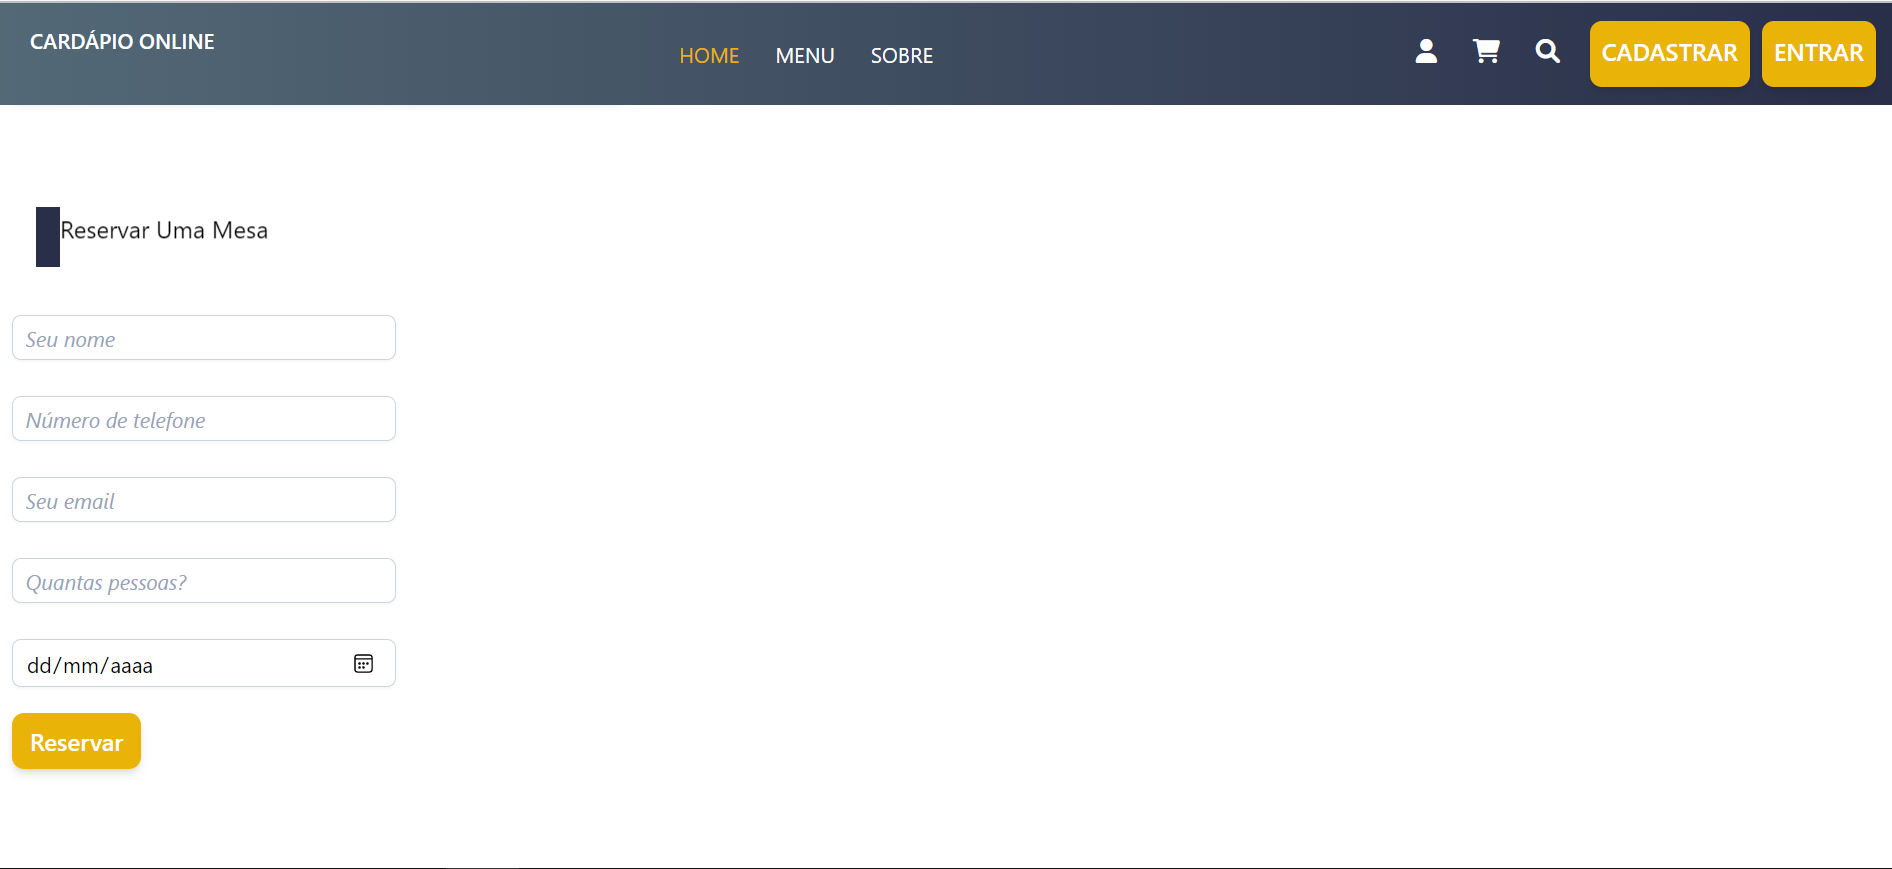 CARDÁPIO ONLINE
HOME MENU SOBRE
CADASTRAR ENTRAR
Reservar Uma Mesa
Seu nome
Número de telefone
Seu email
Quantas pessoas?
dd/mm/aaaa
Reservar